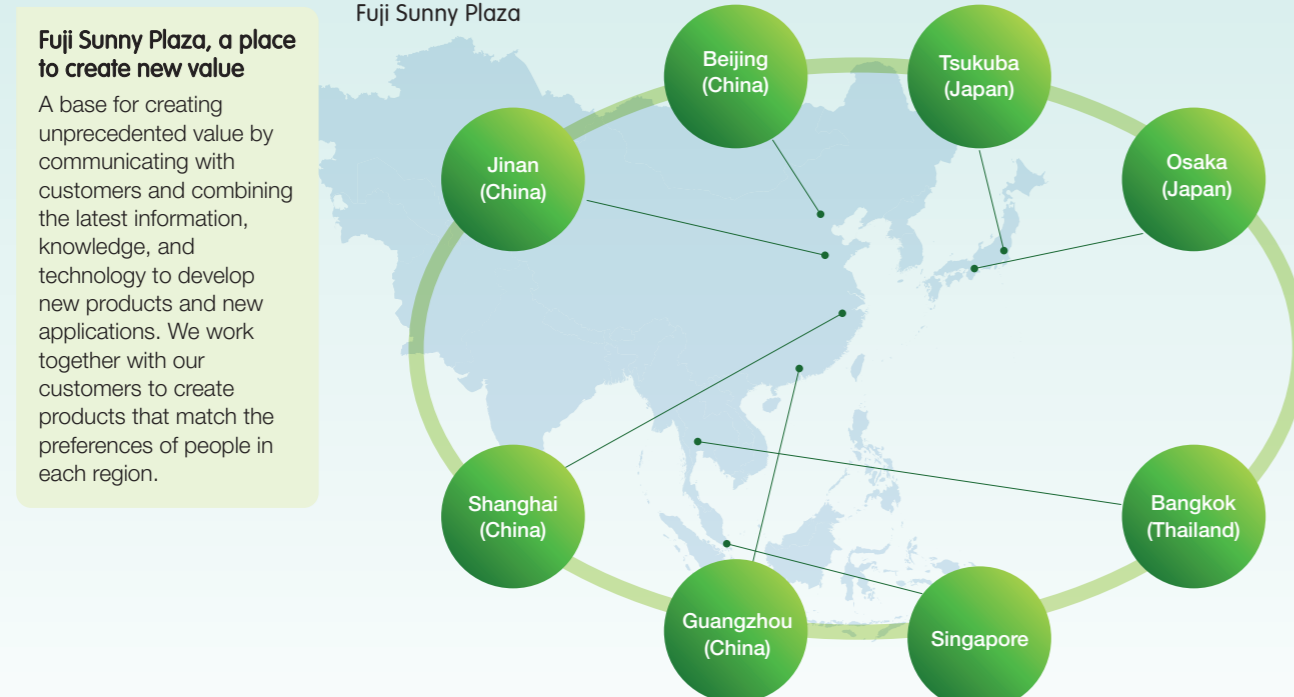 Fuji Sunny Plaza, a place
to create new value
A base for creating
unprecedented value by
communicating with
customers and combining
the latest information,
knowledge, and
technology to develop
new products and new
applications. We work
together with our
customers to create
products that match the
preferences of people in
each region.
Fuji Sunny Plaza
Beijing
(China)
Tsukuba
(Japan)
Jinan
(China)
Osaka
(Japan)
Shanghai
(China)
Bangkok
(Thailand)
Guangzhou
(China)
Singapore